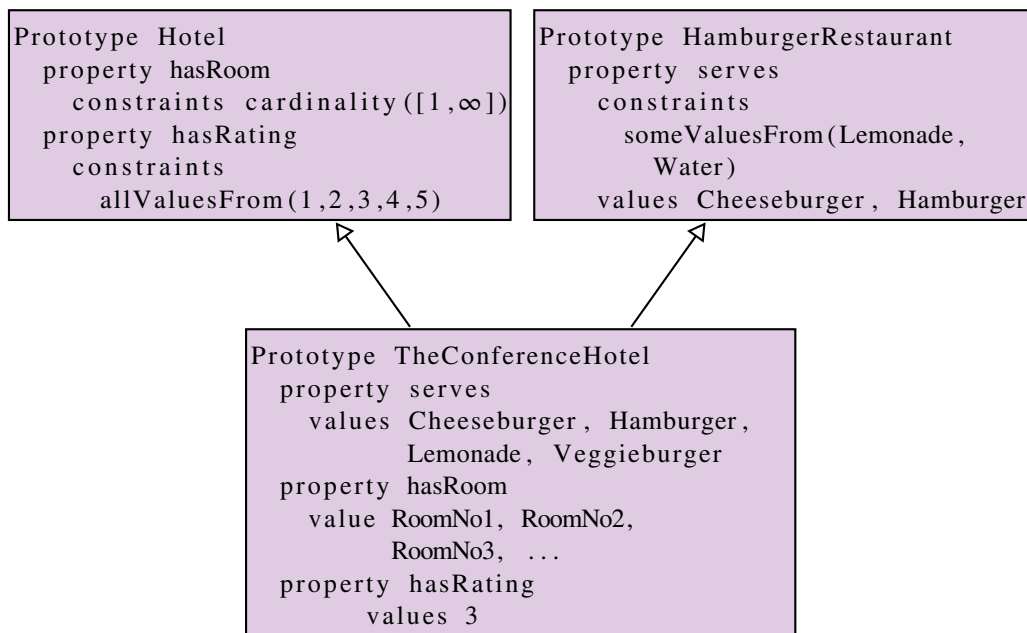 Prototype Hotel
property hasRoom
constraints cardinality([1,∞])
property hasRating
constraints
allValuesFrom(1,2,3,4,5)
Prototype HamburgerRestaurant
property serves
constraints
someValuesFrom(Lemonade,
Water)
values Cheeseburger, Hamburger
Prototype TheConferenceHotel
property serves
values Cheeseburger, Hamburger,
Lemonade, Veggieburger
property hasRoom
value RoomNo1, RoomNo2,
RoomNo3, ...
property hasRating
values 3